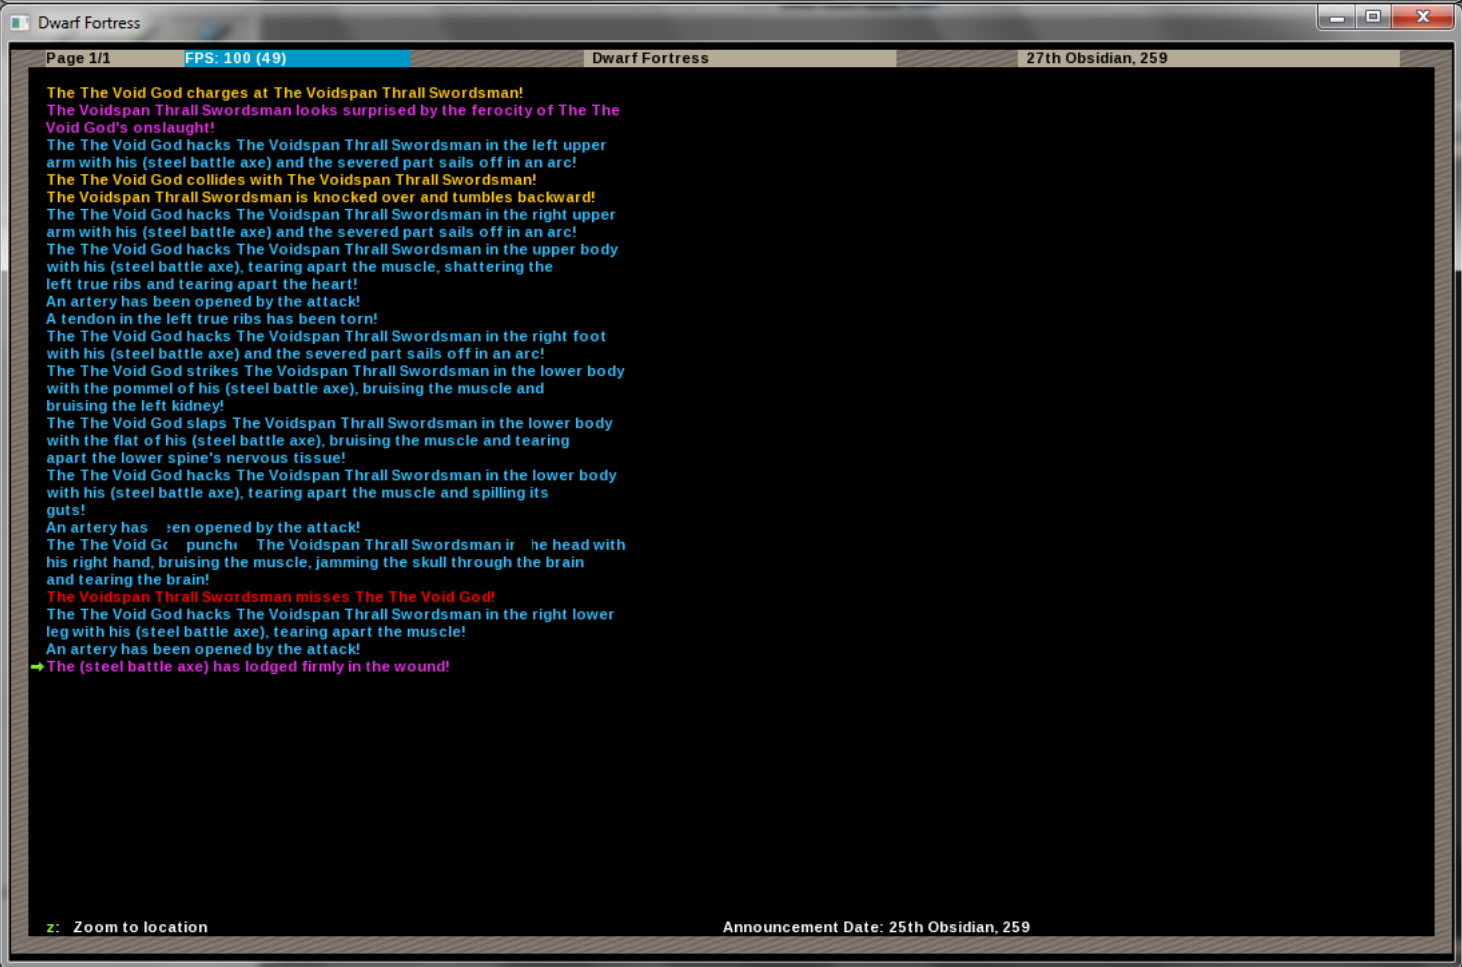 Dwarf Fortress
Page 1/1 FPS: 100 (49) Dwarf Fortress 27th Obsidian, 259
The The Void God charges at The Voidspan Thrall Swordsman!
The Voidspan Thrall Swordsman looks surprised by the ferocity of The The
Void God's onslaught!
The The Void God hacks The Voidspan Thrall Swordsman in the left upper
arm with his (steel battle axe) and the severed part sails off in an arc!
The The Void God collides with The Voidspan Thrall Swordsman!
The Voidspan Thrall Swordsman is knocked over and tumbles backward!
The The Void God hacks The Voidspan Thrall Swordsman in the right upper
arm with his (steel battle axe) and the severed part sails off in an arc!
The The Void God hacks The Voidspan Thrall Swordsman in the upper body
with his (steel battle axe), tearing apart the muscle, shattering the
left true ribs and tearing apart the heart!
An artery has been opened by the attack!
A tendon in the left true ribs has been torn!
The The Void God hacks The Voidspan Thrall Swordsman in the right foot
with his (steel battle axe) and the severed part sails off in an arc!
The The Void God strikes The Voidspan Thrall Swordsman in the lower body
with the pommel of his (steel battle axe), bruising the muscle and
bruising the left kidney!
The The Void God slaps The Voidspan Thrall Swordsman in the lower body
with the flat of his (steel battle axe), bruising the muscle and tearing
apart the lower spine's nervous tissue!
The The Void God hacks The Voidspan Thrall Swordsman in the lower body
with his (steel battle axe), tearing apart the muscle and spilling its
guts!
An artery has een opened by the attack!
The The Void Go punche The Voidspan Thrall Swordsman in he head with
his right hand, bruising the muscle, jamming the skull through the brain
and tearing the brain!
The Voidspan Thrall Swordsman misses The The Void God!
The The Void God hacks The Voidspan Thrall Swordsman in the right lower
leg with his (steel battle axe), tearing apart the muscle!
An artery has been opened by the attack!
The (steel battle axe) has lodged firmly in the wound!
z: Zoom to location Announcement Date: 25th Obsidian, 259